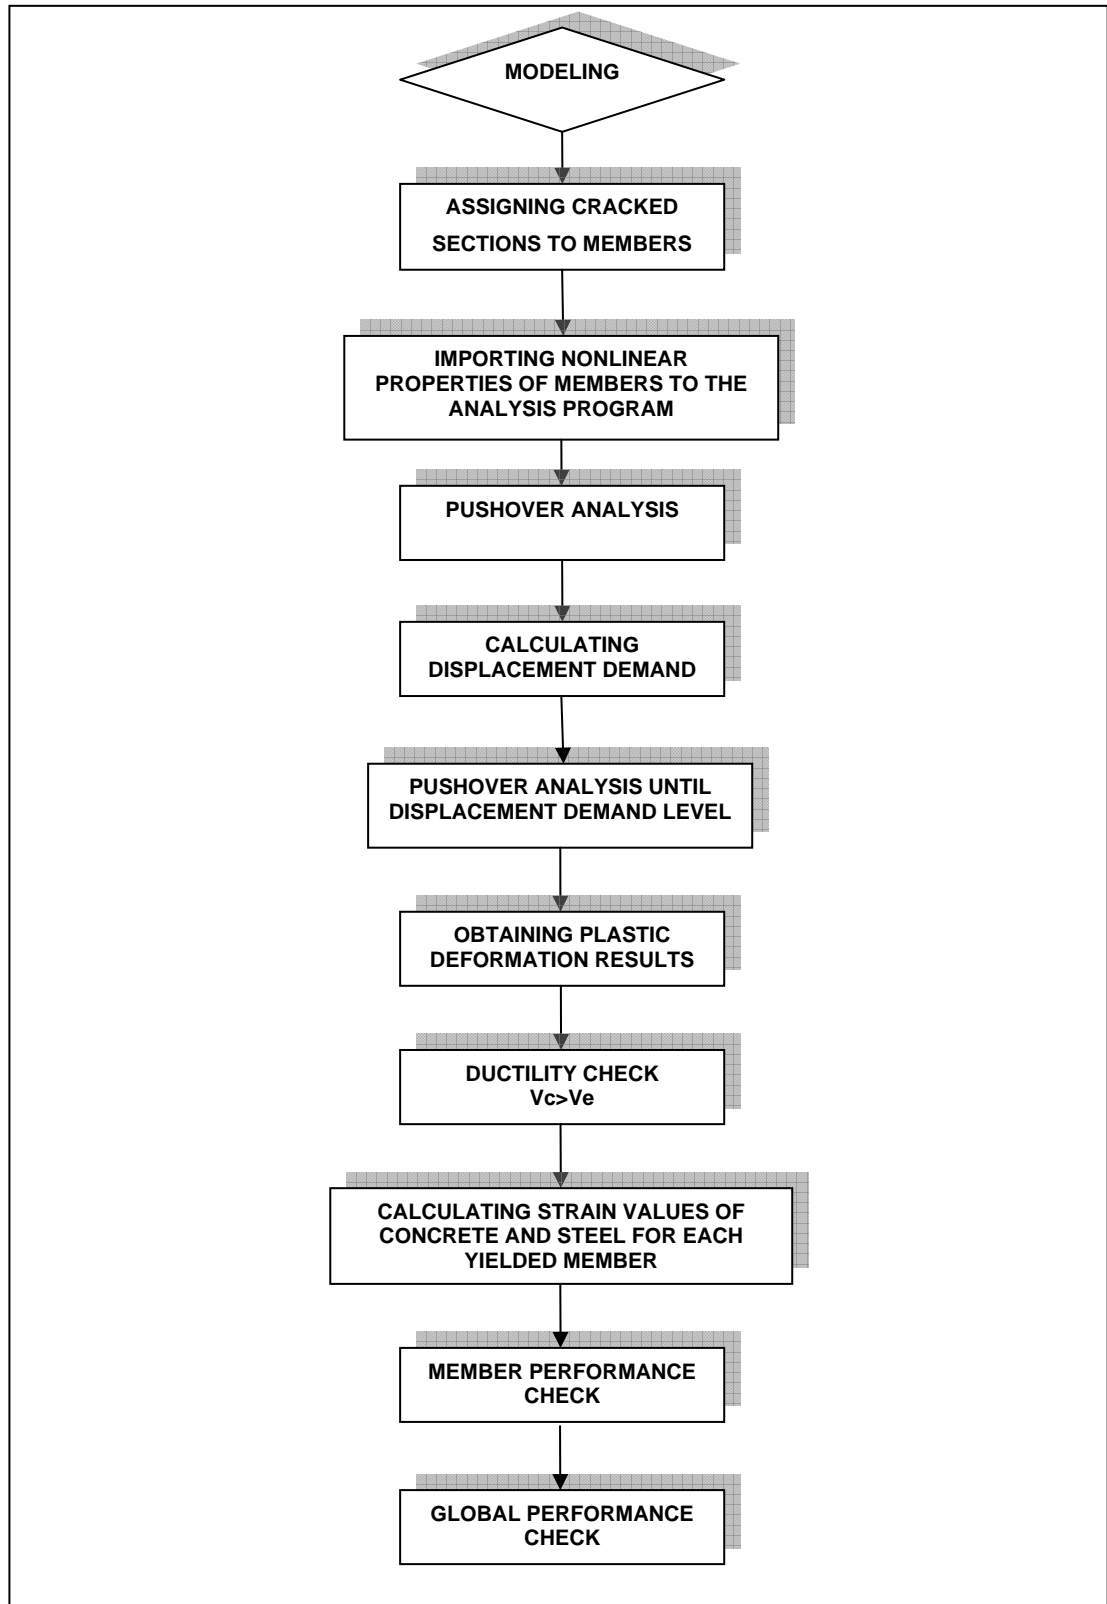 MODELING
ASSIGNING CRACKED
SECTIONS TO MEMBERS
IMPORTING NONLINEAR
PROPERTIES OF MEMBERS TO THE
ANALYSIS PROGRAM
PUSHOVER ANALYSIS
CALCULATING
DISPLACEMENT DEMAND
PUSHOVER ANALYSIS UNTIL
DISPLACEMENT DEMAND LEVEL
OBTAINING PLASTIC
DEFORMATION RESULTS
DUCTILITY CHECK
Vc>Ve
CALCULATING STRAIN VALUES OF
CONCRETE AND STEEL FOR EACH
YIELDED MEMBER
MEMBER PERFORMANCE
CHECK
GLOBAL PERFORMANCE
CHECK